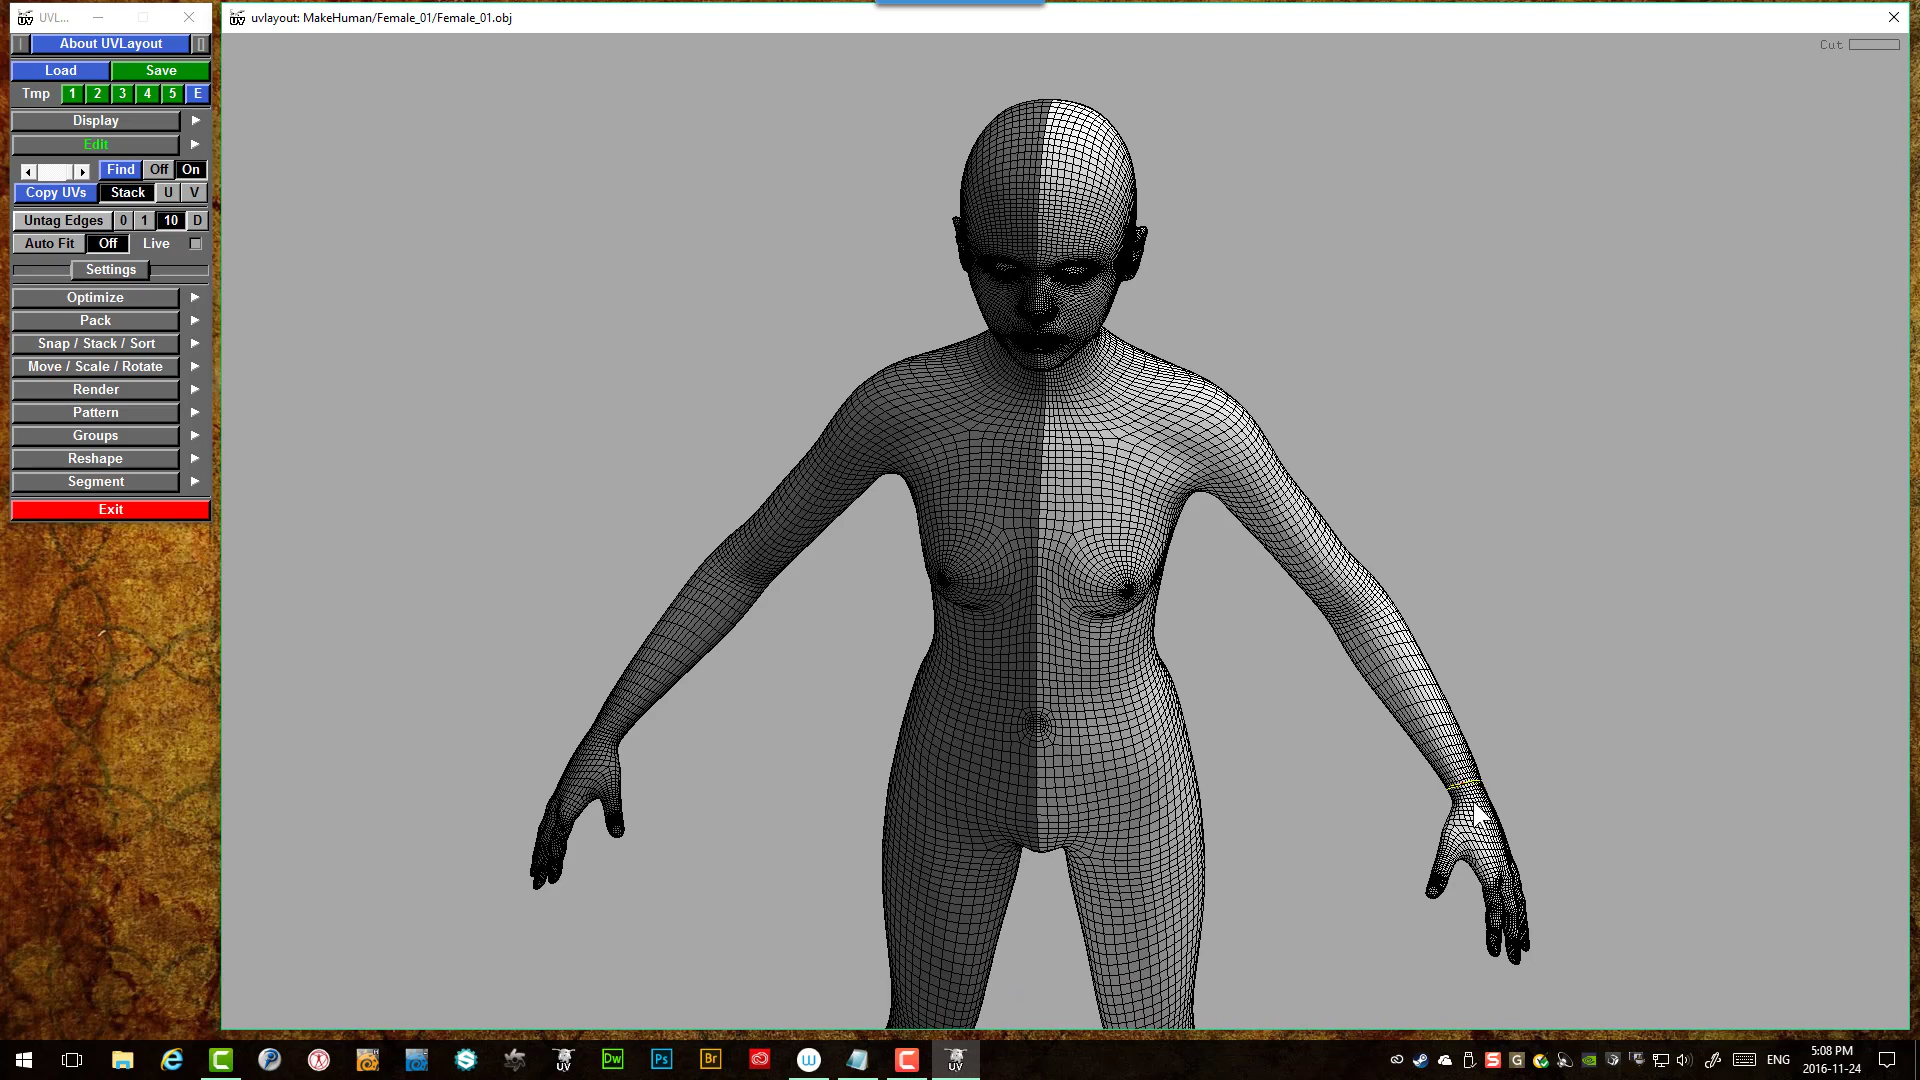 UVL...
uvlayout: MakeHuman/Female_01/Female_01.obj
About UVLayout
Cut
Load Save
Tmp 1 2 3 4 5 E
Display
Edit
Find Off On
Copy UVs Stack U V
Untag Edges 0 1 10 D
Auto Fit Off Live
Settings
Optimize
Pack
Snap / Stack / Sort
Move / Scale / Rotate
Render
Pattern
Groups
Reshape
Segment
Exit
UV Dw Ps Br W C UV
ENG
5:08 PM
2016-11-24